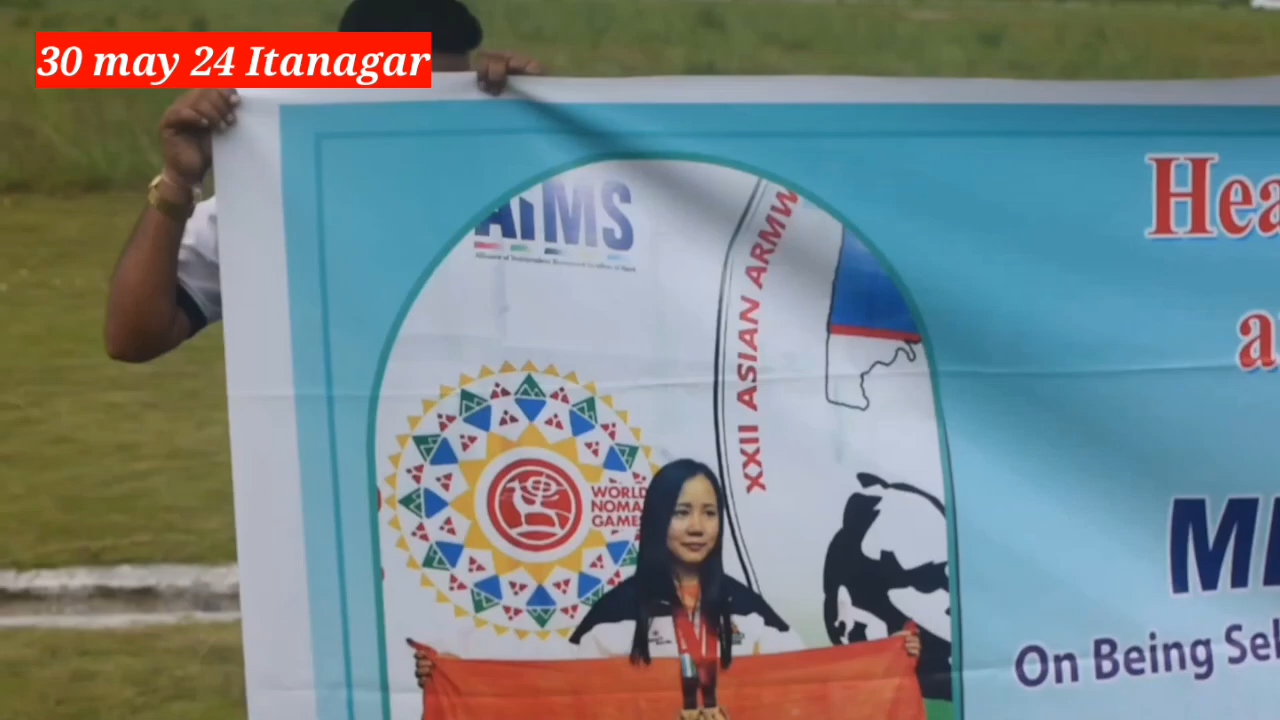 30 may 24 Itanagar
AIMS
XXII ASIAN ARMW
WORLD
NOMA
GAMES
Hea
a
On Being Sel